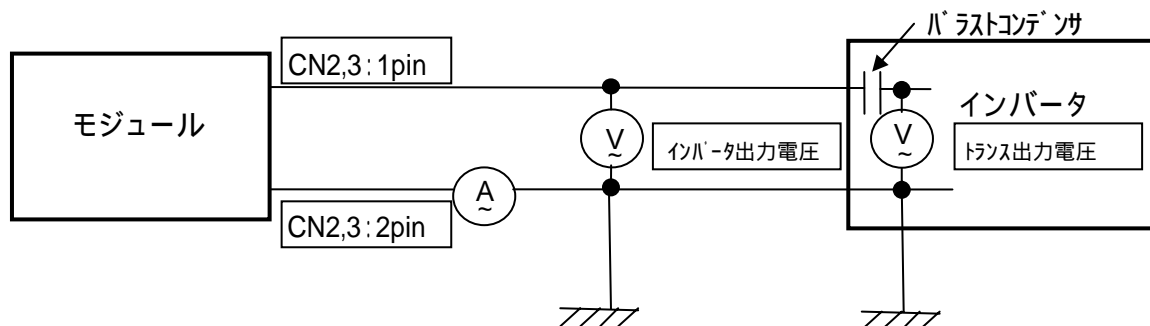 バラストコンデンサ
CN2,3:1pin
モジュール
インバータ
V
~
インバータ出力電圧
V
~
トランス出力電圧
A
~
CN2,3:2pin